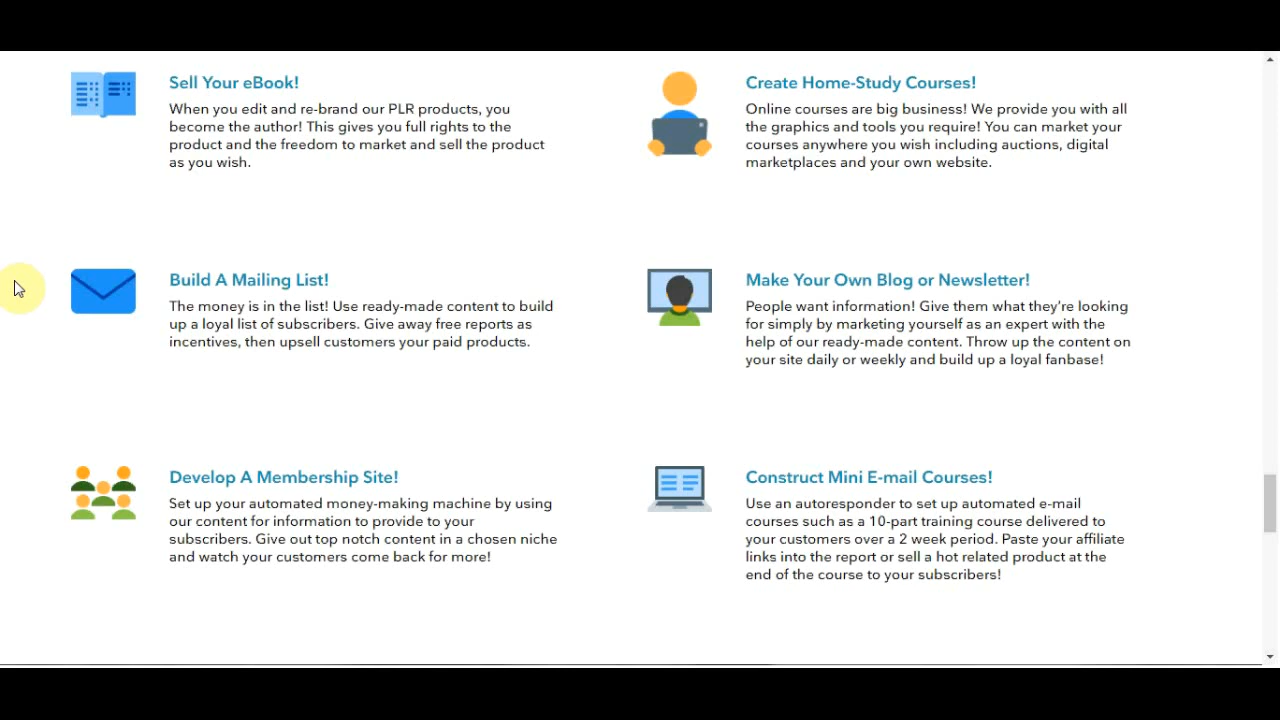 Sell Your eBook!
When you edit and re-brand our PLR products, you
become the author! This gives you full rights to the
product and the freedom to market and sell the product
as you wish.
Create Home-Study Courses!
Online courses are big business! We provide you with all
the graphics and tools you require! You can market your
courses anywhere you wish including auctions, digital
marketplaces and your own website.
Build A Mailing List!
The money is in the list! Use ready-made content to build
up a loyal list of subscribers. Give away free reports as
incentives, then upsell customers your paid products.
Make Your Own Blog or Newsletter!
People want information! Give them what they're looking
for simply by marketing yourself as an expert with the
help of our ready-made content. Throw up the content on
your site daily or weekly and build up a loyal fanbase!
Develop A Membership Site!
Set up your automated money-making machine by using
our content for information to provide to your
subscribers. Give out top notch content in a chosen niche
and watch your customers come back for more!
Construct Mini E-mail Courses!
Use an autoresponder to set up automated e-mail
courses such as a 10-part training course delivered to
your customers over a 2 week period. Paste your affiliate
links into the report or sell a hot related product at the
end of the course to your subscribers!